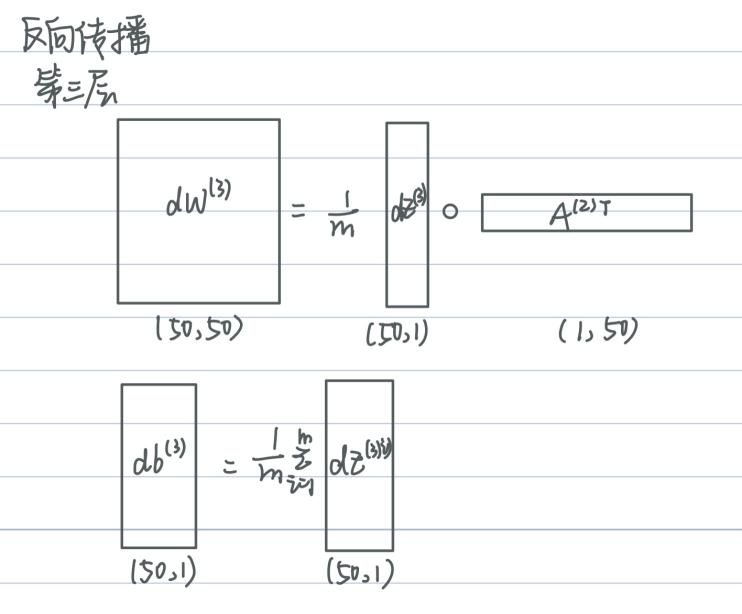 反向传播
第三层
dW^(3) = 1/m dz^(3) ∘ A^(2)T
(50,50) (50,1) (1,50)
db^(3) = 1/m Σ_{i=1}^{m} dz^(3)(i)
(50,1) (50,1)